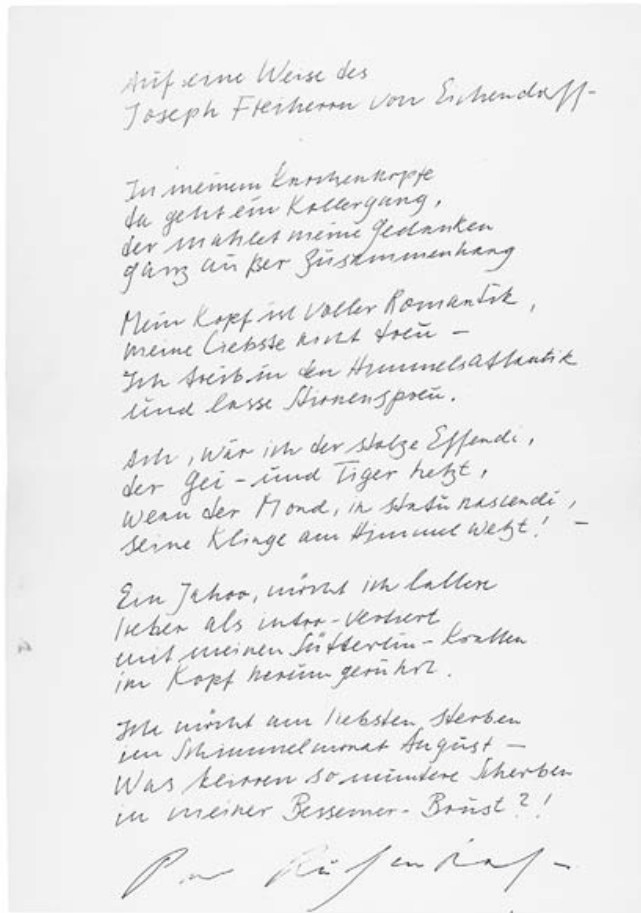 Auf eine Weise des
Joseph Freiherrn von Eichendorff –
In meinem Knochenkopfe
da geht ein Kollergang,
der mahlet meine Gedanken
ganz außer Zusammenhang
Mein Kopf ist voller Romantik,
meine Liebste nicht treu –
Ich treib in den Himmelsatlantik
und lasse Stirnenspreu.
Ach, wär ich der stolze Effendi,
der Gei- und Tiger hetzt,
wenn der Mond, in statu nascendi,
seine Klinge am Himmel wetzt! –
Ein Jahoo, möcht ich lallen
lieber als intro-vertiert
mit meinen Sütterlin-Krallen
im Kopf herumgerührt.
Ich möcht am liebsten sterben
im Schimmelmonat August –
Was klirren so muntere Scherben
in meiner Bessemer-Brust?!